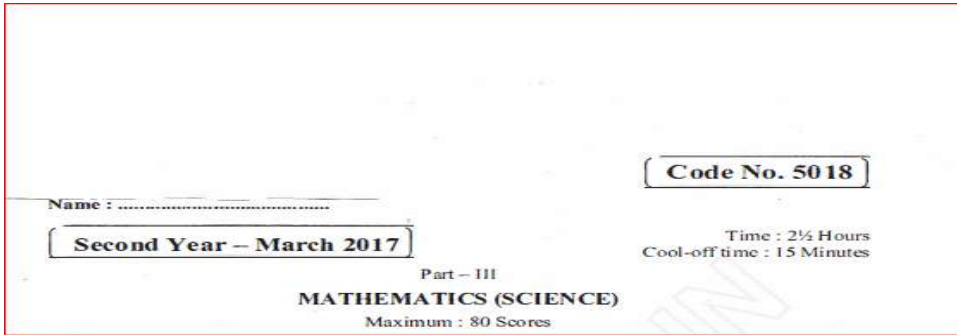 Code No. 5018
Name : ..........................................
Second Year – March 2017
Time : 2½ Hours
Cool-off time : 15 Minutes
Part – III
MATHEMATICS (SCIENCE)
Maximum : 80 Scores